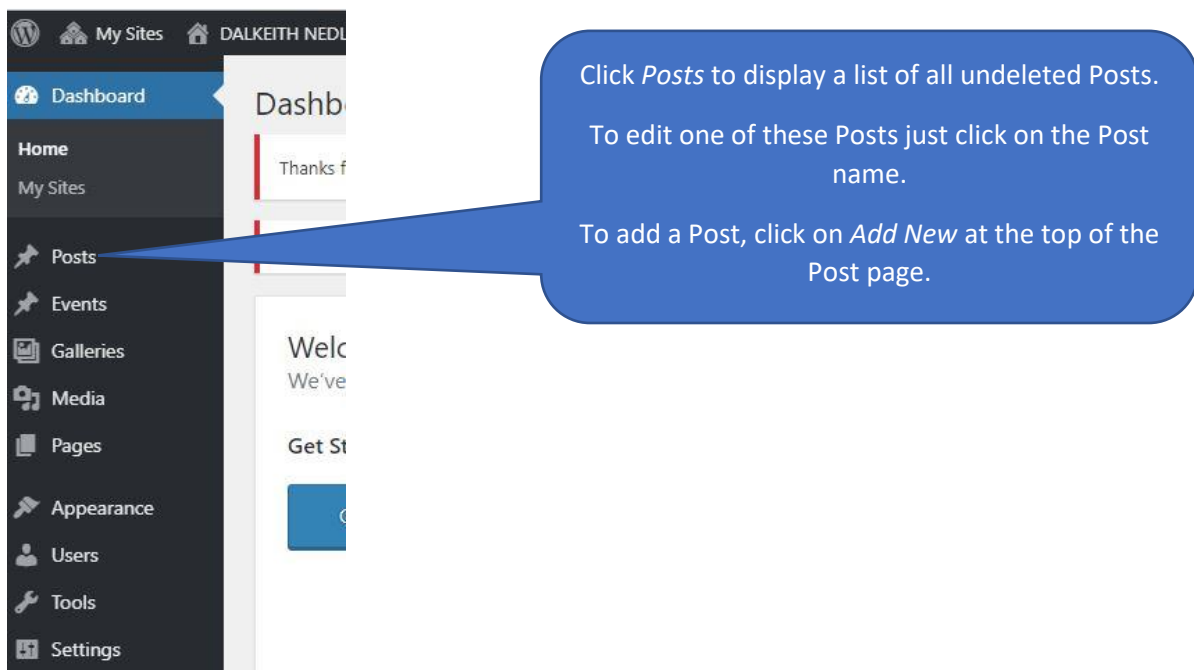 My Sites DALKEITH NEDL
Dashboard
Home
My Sites
Posts
Events
Galleries
Media
Pages
Appearance
Users
Tools
Settings
Dashb
Thanks f
Welc
We've
Get St
Click Posts to display a list of all undeleted Posts.
To edit one of these Posts just click on the Post
name.
To add a Post, click on Add New at the top of the
Post page.